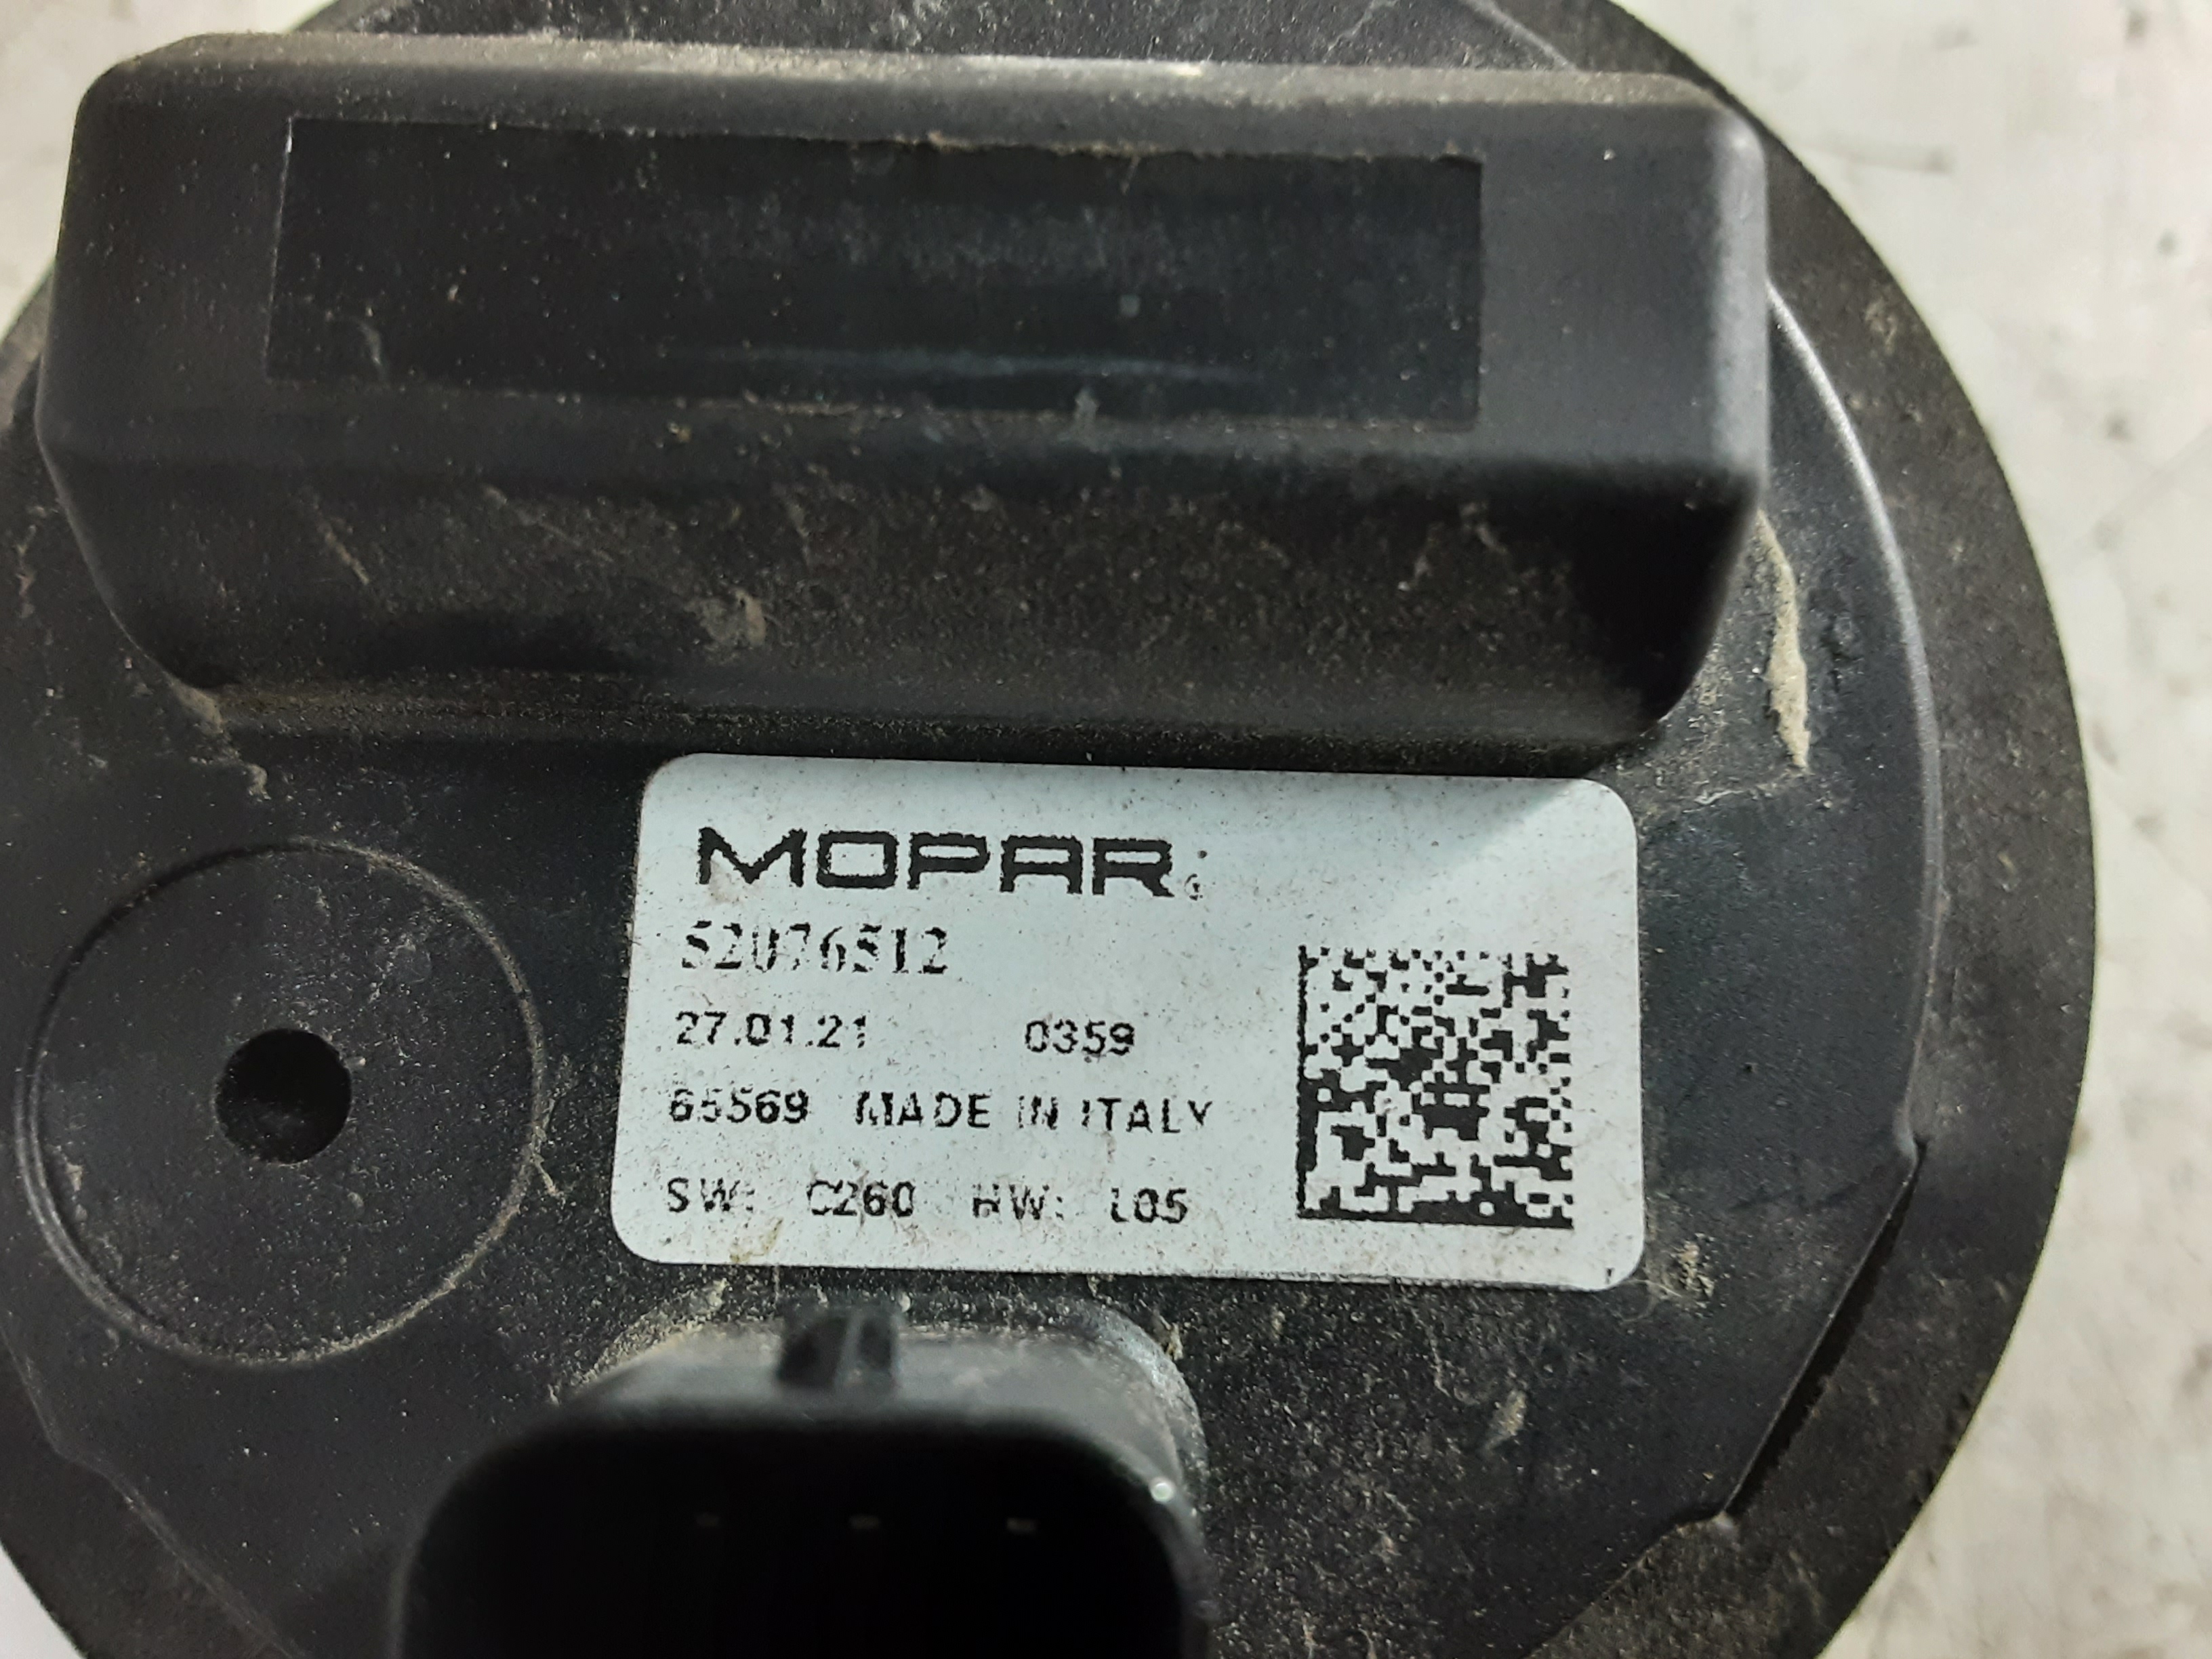 MOPAR
52076512
27.01.21 0359
65569 MADE IN ITALY
SW: C260 HW: L05